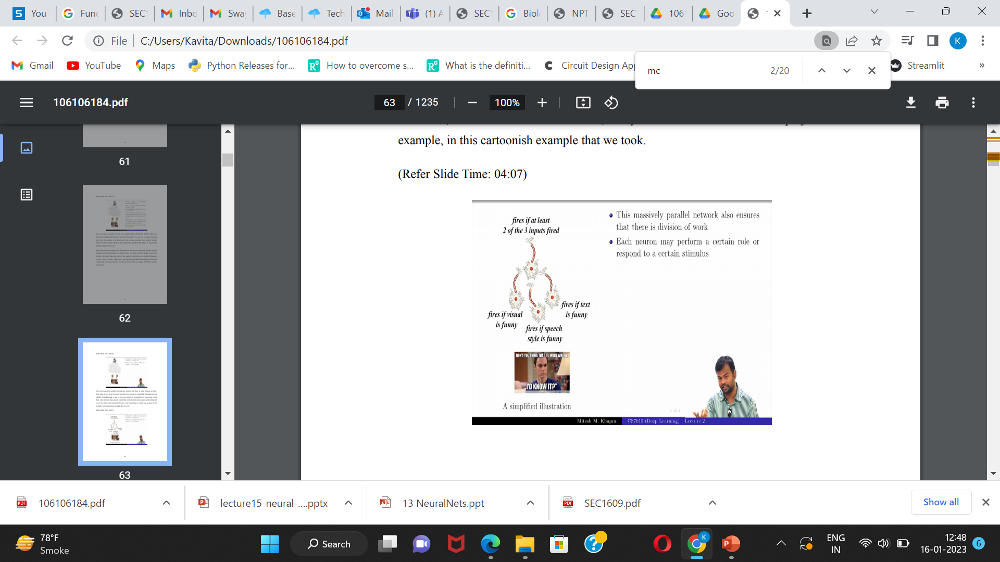 You
Func
SEC
Inbo
Swa
Base
Tech
Mail
(1) A
SEC
Biol
NPT
SEC
106
Goo
File
C:/Users/Kavita/Downloads/106106184.pdf
K
Gmail
YouTube
Maps
Python Releases for...
How to overcome s...
What is the definiti...
Circuit Design App
Streamlit
»
mc
2/20
106106184.pdf
63 / 1235
100%
61
62
63
example, in this cartoonish example that we took.
(Refer Slide Time: 04:07)
fires if at least
2 of the 3 inputs fired
fires if text
is funny
fires if visual
is funny
fires if speech
style is funny
DON'T YOU THINK THAT IF I WERE WRONG,
I'D KNOW IT?"
A simplified illustration
This massively parallel network also ensures
that there is division of work
Each neuron may perform a certain role or
respond to a certain stimulus
Mitesh M. Khapra
CS7015 (Deep Learning) : Lecture 2
106106184.pdf
lecture15-neural-....pptx
13 NeuralNets.ppt
SEC1609.pdf
Show all
78°F
Smoke
Search
ENG
IN
12:48
16-01-2023
6